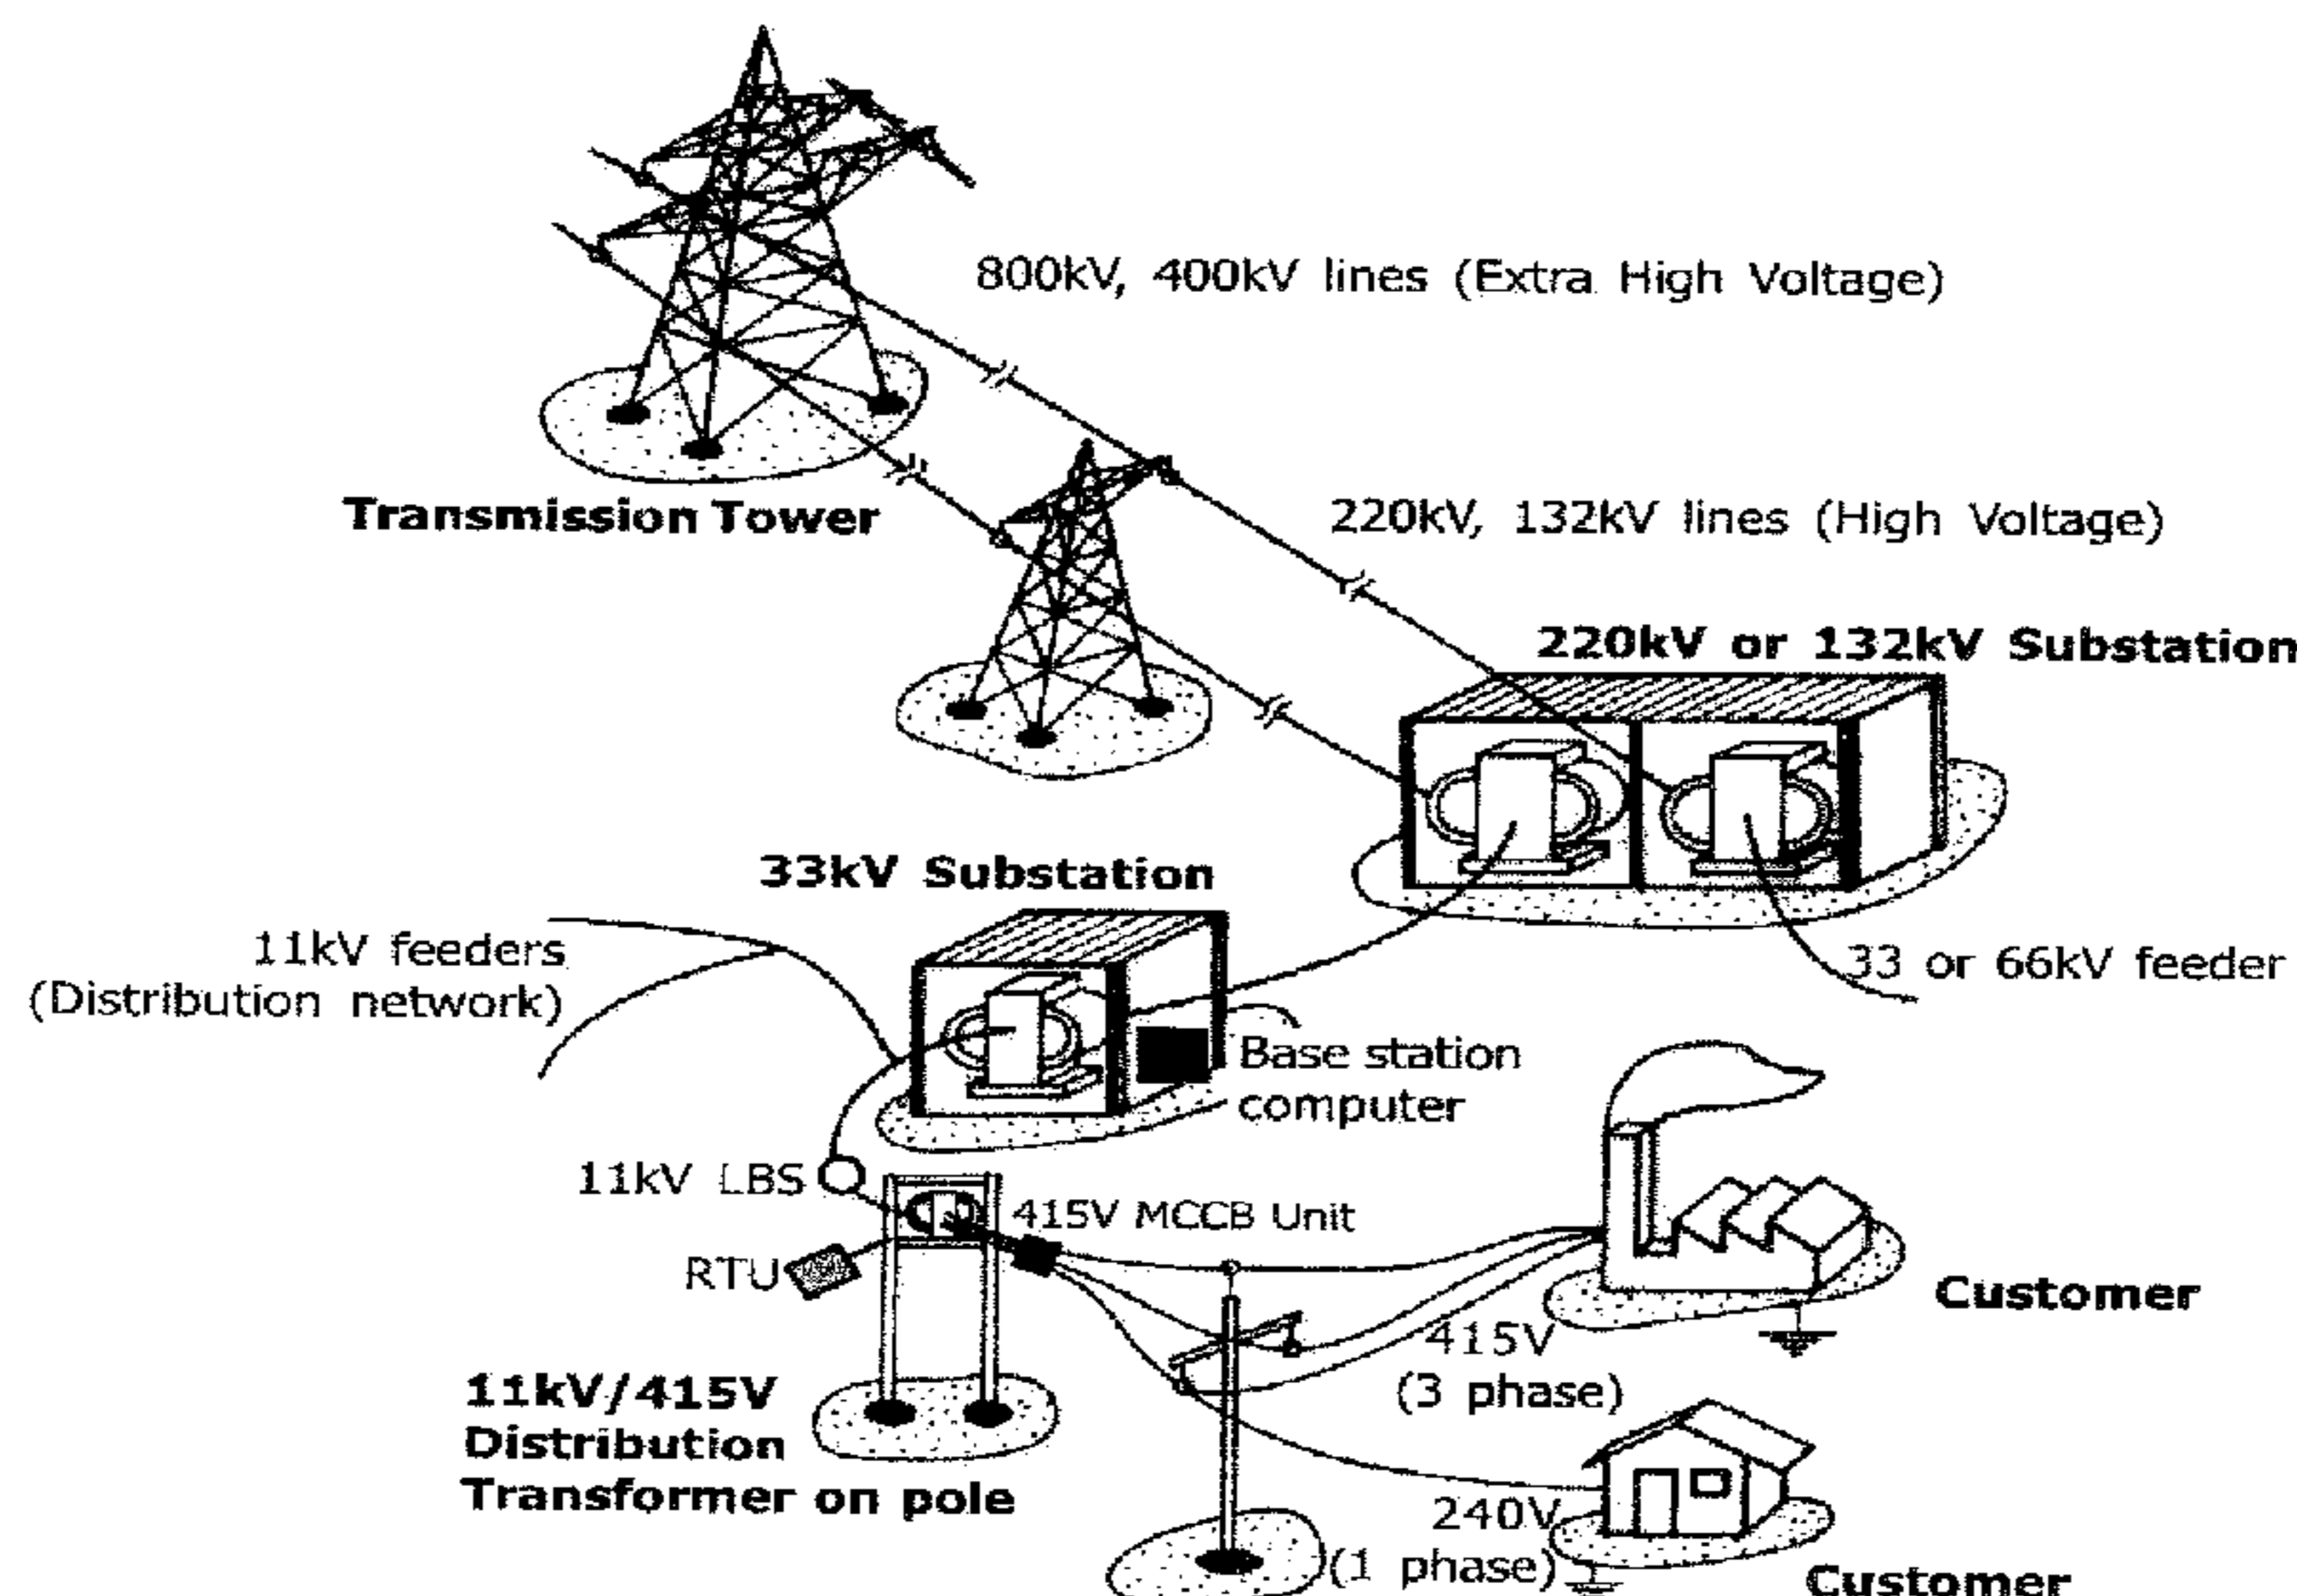 800kV, 400kV lines (Extra High Voltage)
Transmission Tower
220kV, 132kV lines (High Voltage)
220kV or 132kV Substation
33kV Substation
11kV feeders
(Distribution network)
33 or 66kV feeder
Base station
computer
11kV LBS
415V MCCB Unit
RTU
Customer
415V
(3 phase)
11kV/415V
Distribution
Transformer on pole
240V
(1 phase)
Customer